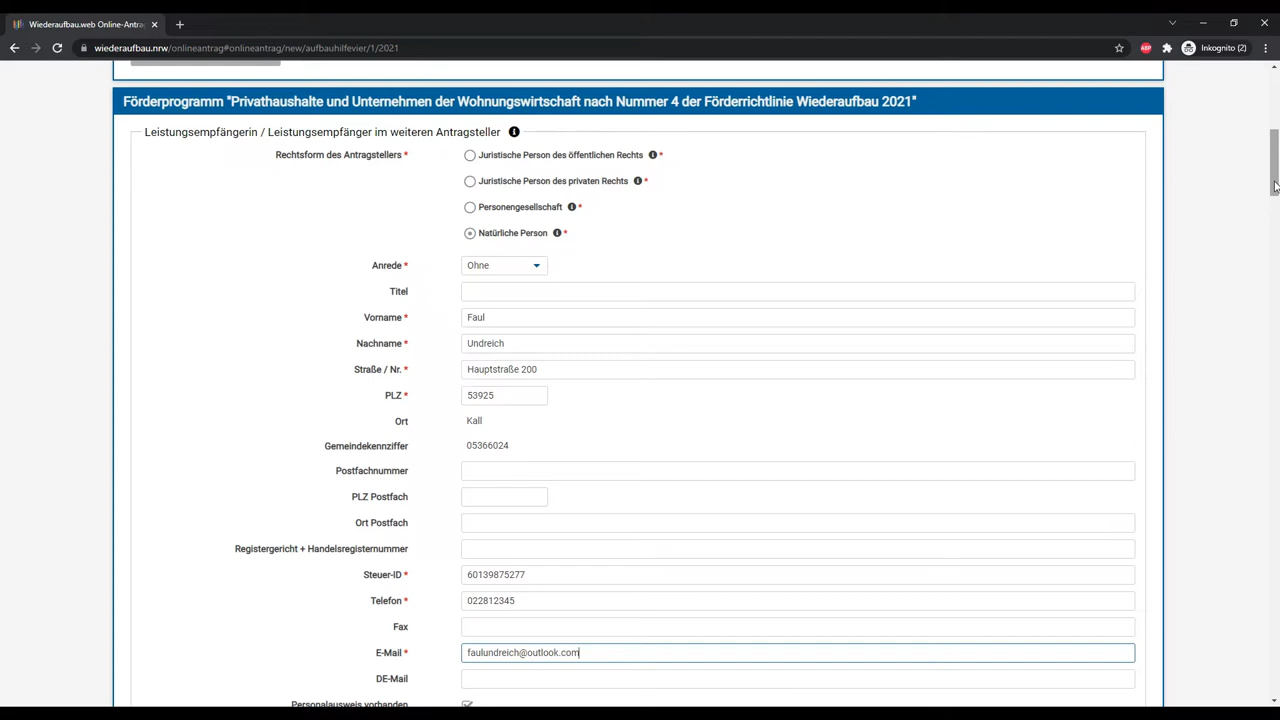 Wiederaufbau.web Online-Antra
wiederaufbau.nrw/onlineantrag#onlineantrag/new/aufbauhilfevier/1/2021
ABP
Inkognito (2)
Förderprogramm "Privathaushalte und Unternehmen der Wohnungswirtschaft nach Nummer 4 der Förderrichtlinie Wiederaufbau 2021"
Leistungsempfängerin / Leistungsempfänger im weiteren Antragsteller
Rechtsform des Antragstellers *
Juristische Person des öffentlichen Rechts *
Juristische Person des privaten Rechts *
Personengesellschaft *
Natürliche Person *
Anrede * Ohne
Titel
Vorname * Faul
Nachname * Undreich
Straße / Nr. * Hauptstraße 200
PLZ * 53925
Ort Kall
Gemeindekennziffer 05366024
Postfachnummer
PLZ Postfach
Ort Postfach
Registergericht + Handelsregisternummer
Steuer-ID * 60139875277
Telefon * 022812345
Fax
E-Mail * faulundreich@outlook.com
DE-Mail
Personalausweis vorhanden